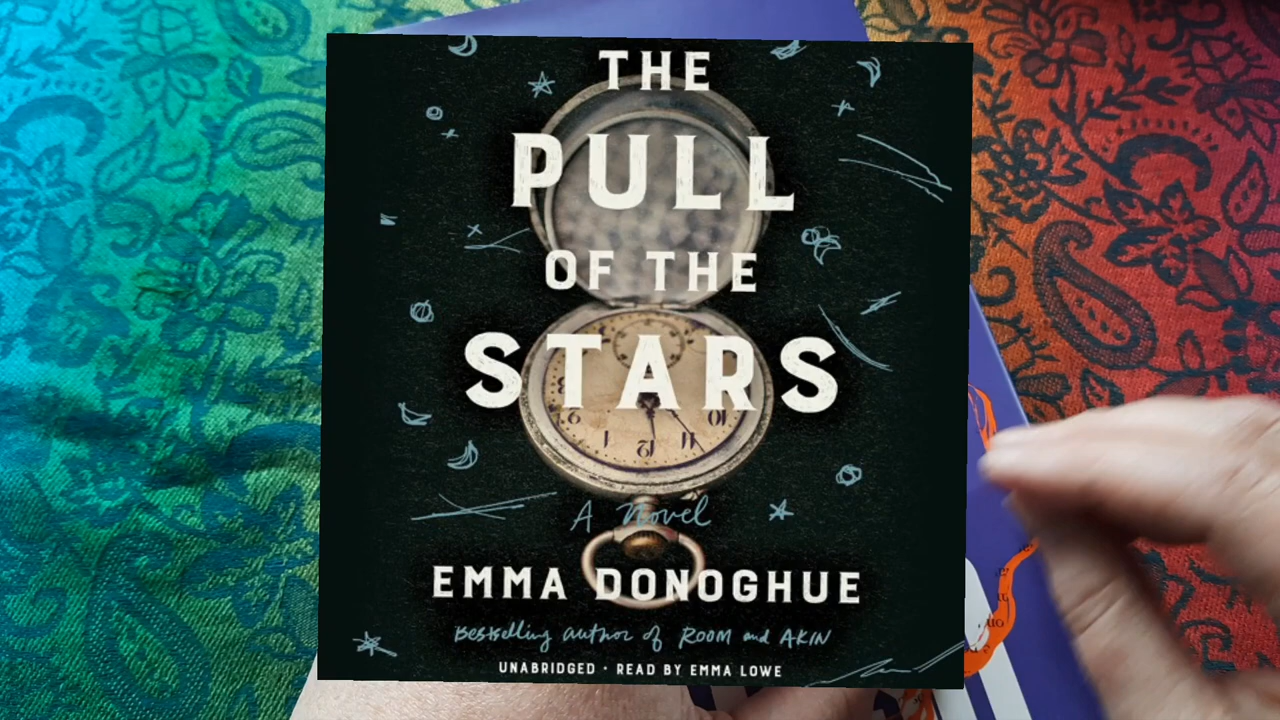 THE
PULL
OF THE
STARS
A Novel
EMMA DONOGHUE
Bestselling author of ROOM and AKIN
UNABRIDGED • READ BY EMMA LOWE